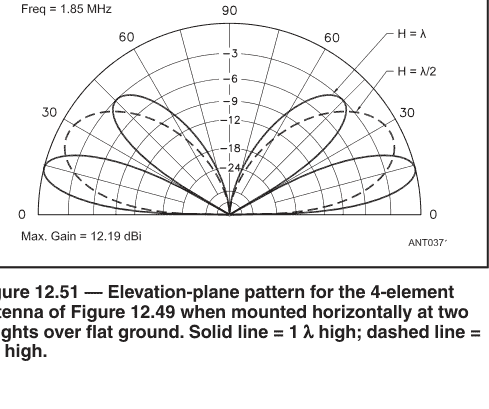 Freq = 1.85 MHz
90
60
60
H = λ
−3
H = λ/2
−6
−9
30
30
−12
−18
−24
0
0
Max. Gain = 12.19 dBi
ANT037
gure 12.51 — Elevation-plane pattern for the 4-element
tenna of Figure 12.49 when mounted horizontally at two
ights over flat ground. Solid line = 1 λ high; dashed line =
high.